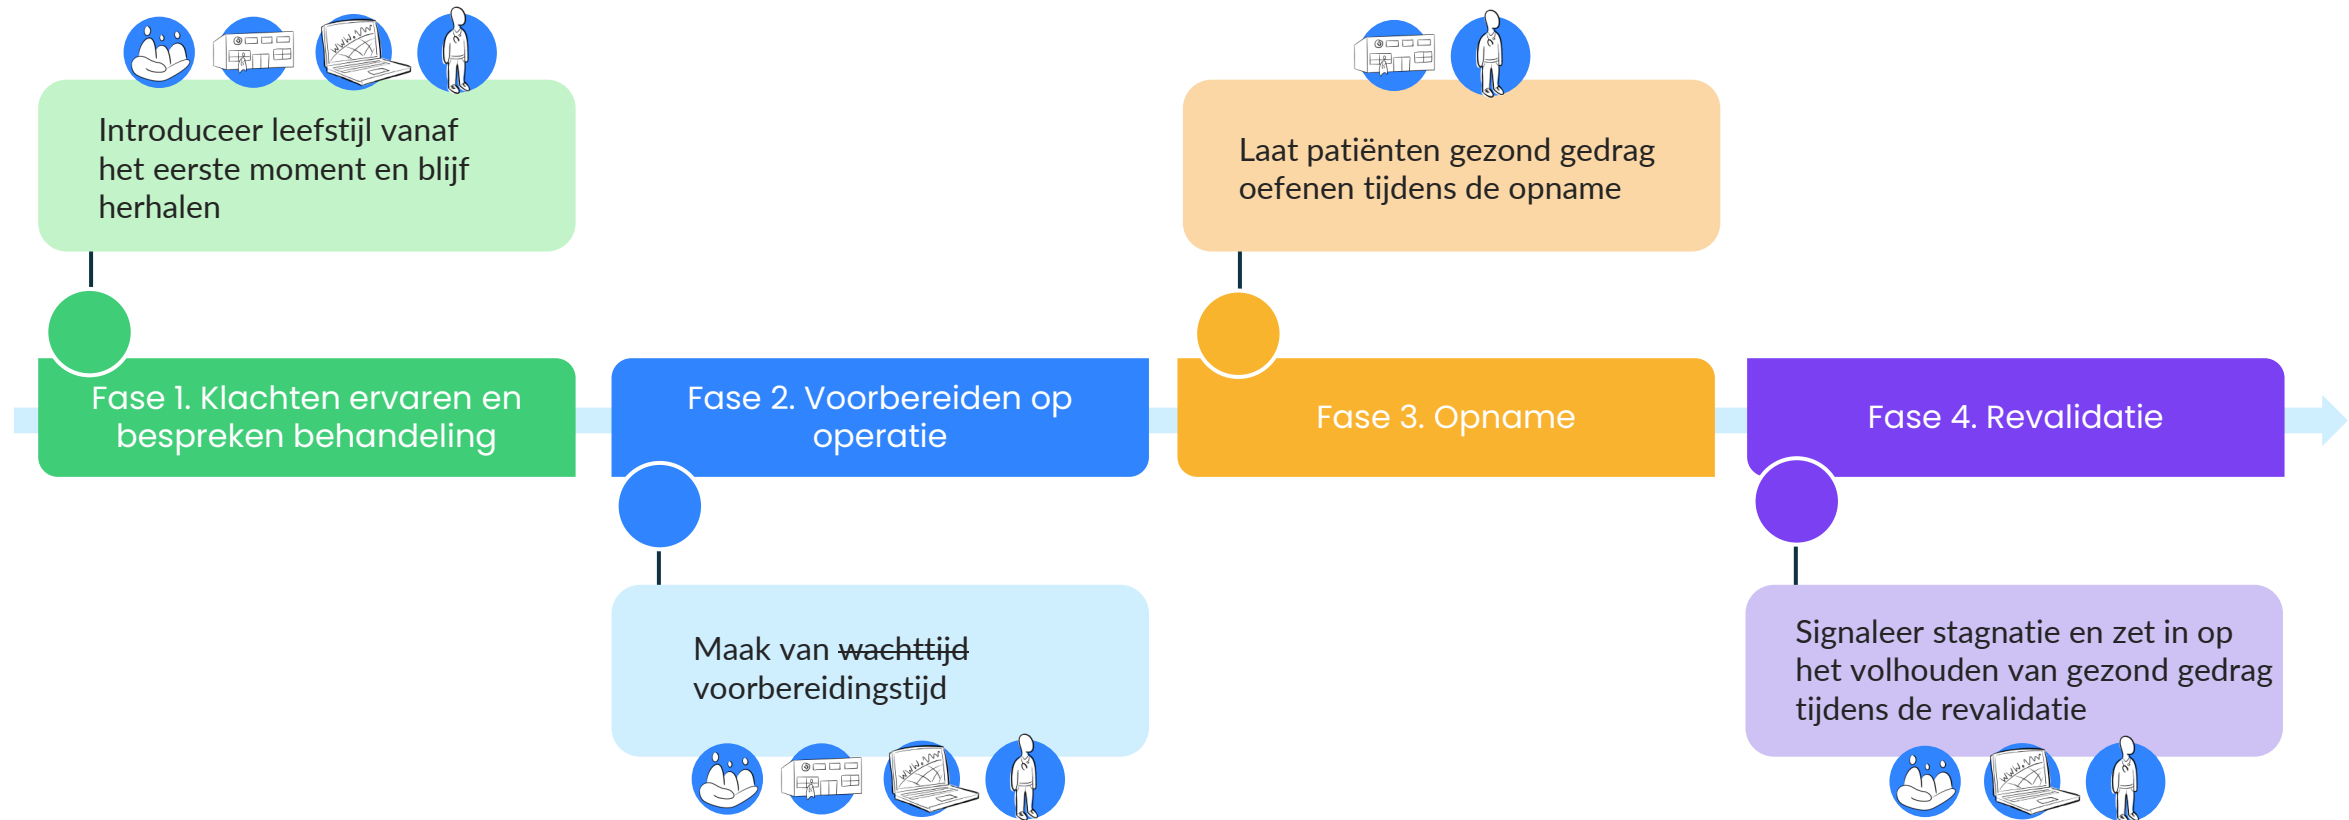 Introduceer leefstijl vanaf
het eerste moment en blijf
herhalen
Laat patiënten gezond gedrag
oefenen tijdens de opname
Fase 1. Klachten ervaren en
bespreken behandeling
Fase 2. Voorbereiden op
operatie
Fase 3. Opname
Fase 4. Revalidatie
Maak van wachttijd
voorbereidingstijd
Signaleer stagnatie en zet in op
het volhouden van gezond gedrag
tijdens de revalidatie